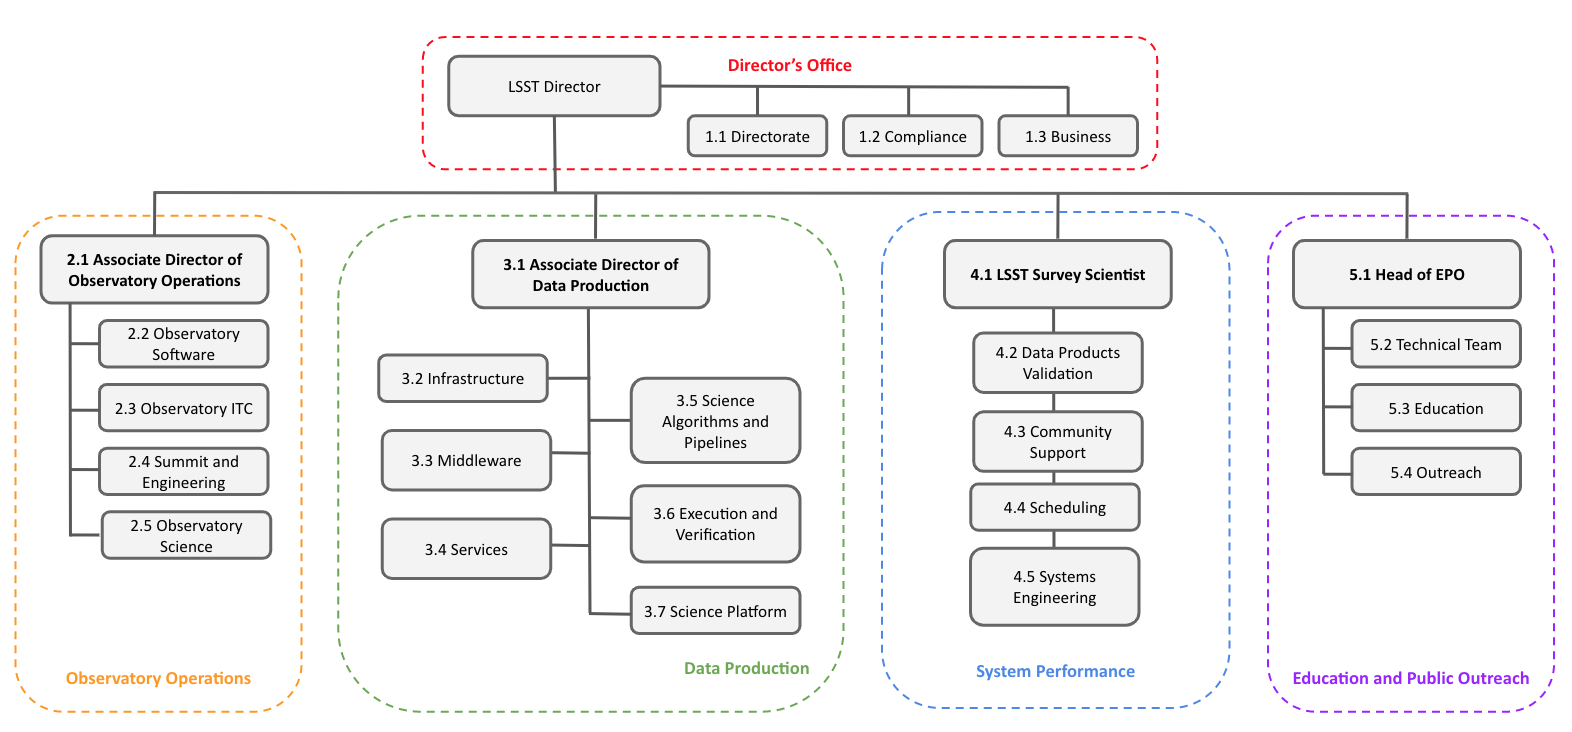 Director’s Office
LSST Director
1.1 Directorate
1.2 Compliance
1.3 Business
2.1 Associate Director of
Observatory Operations
2.2 Observatory
Software
2.3 Observatory ITC
2.4 Summit and
Engineering
2.5 Observatory
Science
Observatory Operations
3.1 Associate Director of
Data Production
3.2 Infrastructure
3.3 Middleware
3.4 Services
3.5 Science
Algorithms and
Pipelines
3.6 Execution and
Verification
3.7 Science Platform
Data Production
4.1 LSST Survey Scientist
4.2 Data Products
Validation
4.3 Community
Support
4.4 Scheduling
4.5 Systems
Engineering
System Performance
5.1 Head of EPO
5.2 Technical Team
5.3 Education
5.4 Outreach
Education and Public Outreach